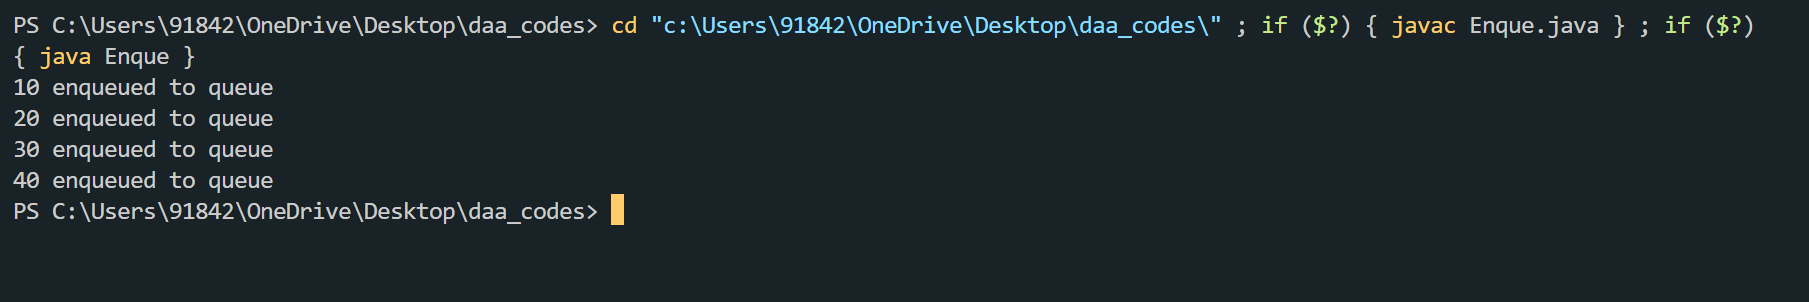 PS C:\Users\91842\OneDrive\Desktop\daa_codes> cd "c:\Users\91842\OneDrive\Desktop\daa_codes\" ; if ($?) { javac Enque.java } ; if ($?)
{ java Enque }
10 enqueued to queue
20 enqueued to queue
30 enqueued to queue
40 enqueued to queue
PS C:\Users\91842\OneDrive\Desktop\daa_codes>